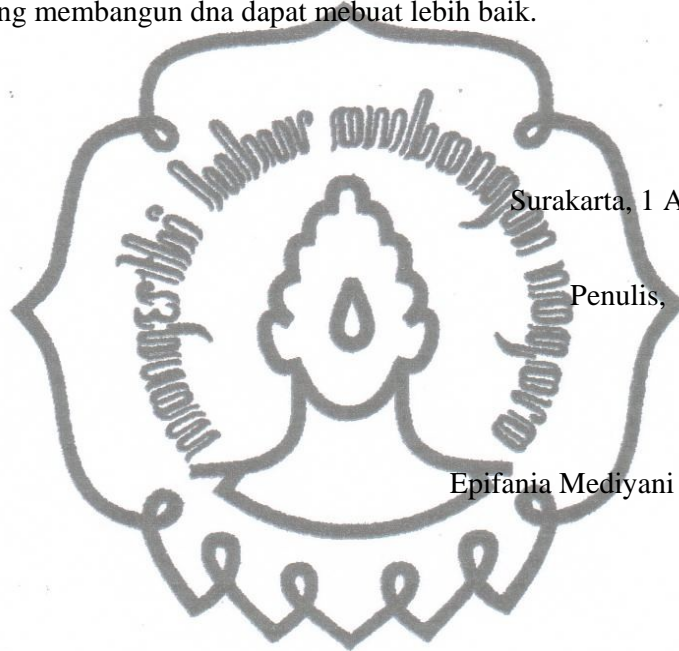 ng membangun dna dapat mebuat lebih baik.
Surakarta, 1 A
Penulis,
Epifania Mediyani